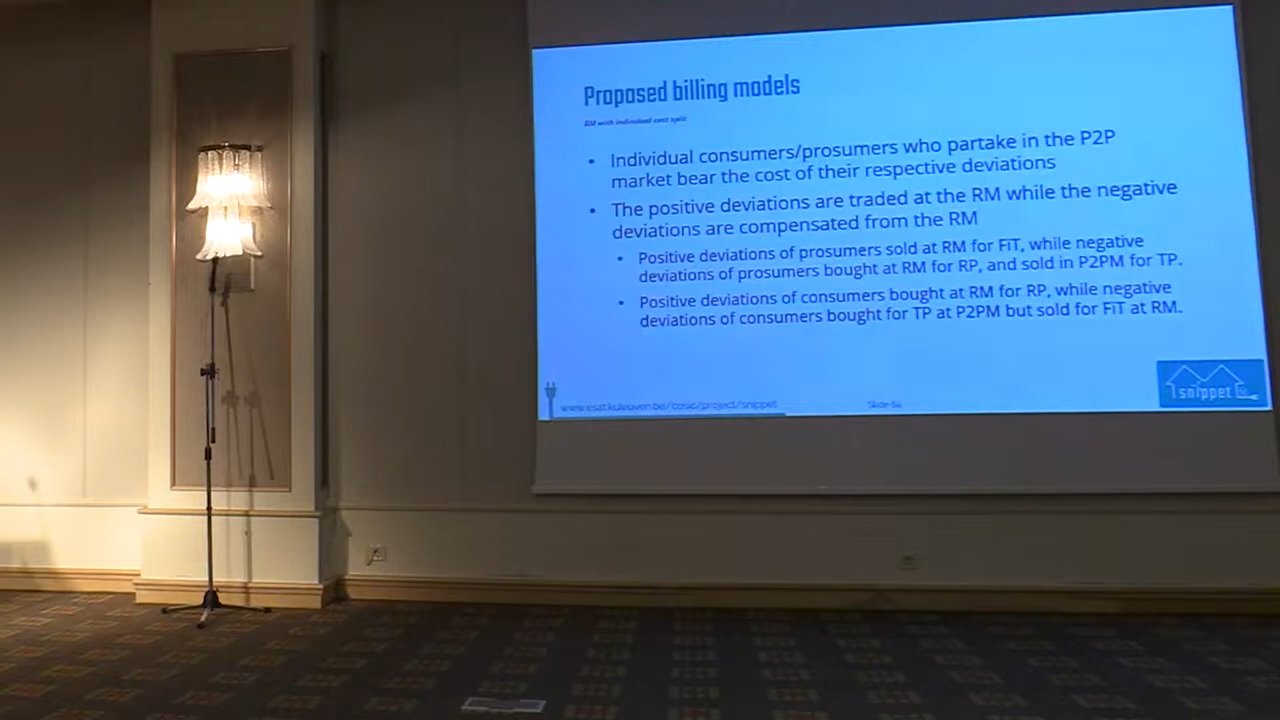 Proposed billing models
BM with individual cost split
• Individual consumers/prosumers who partake in the P2P
market bear the cost of their respective deviations
• The positive deviations are traded at the RM while the negative
deviations are compensated from the RM
• Positive deviations of prosumers sold at RM for FiT, while negative
deviations of prosumers bought at RM for RP, and sold in P2PM for TP.
• Positive deviations of consumers bought at RM for RP, while negative
deviations of consumers bought for TP at P2PM but sold for FiT at RM.
www.esat.kuleuven.be/cosic/project/snippet
Slide
snippet